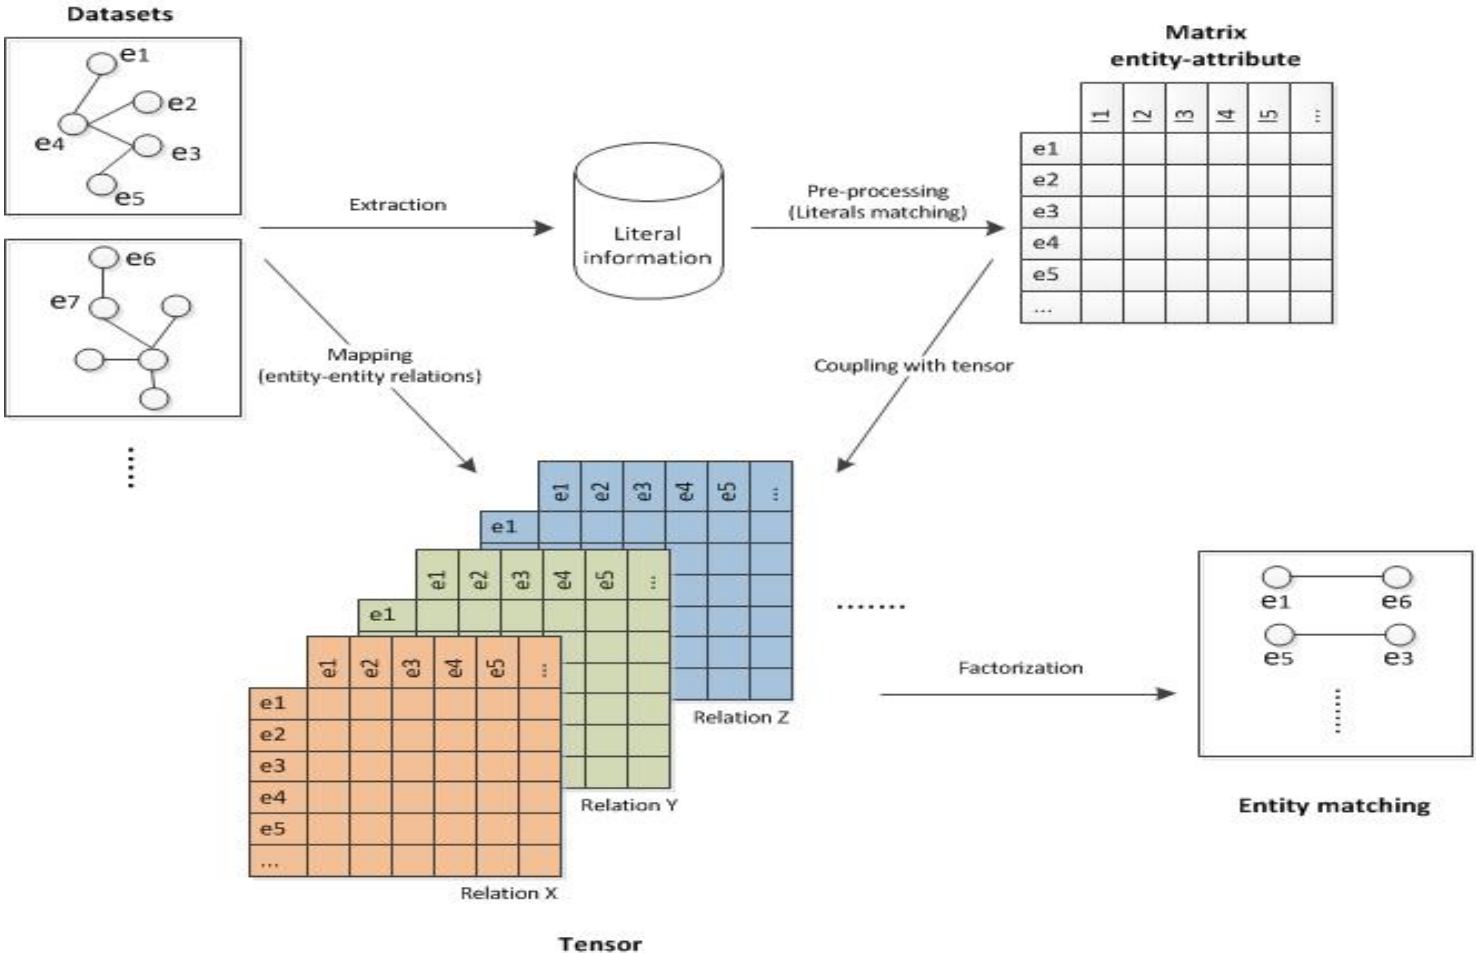 Datasets
e1
e2
e4
e3
e5
e6
e7
......
Extraction
Literal
information
Pre-processing
(Literals matching)
Matrix
entity-attribute
l1 l2 l3 l4 l5 ...
e1
e2
e3
e4
e5
...
Mapping
(entity-entity relations)
Coupling with tensor
e1 e2 e3 e4 e5 ...
e1
Relation Z
e1 e2 e3 e4 e5 ...
e1
Relation Y
e1 e2 e3 e4 e5 ...
e1
e2
e3
e4
e5
...
Relation X
Tensor
.......
Factorization
e1 e6
e5 e3
.......
Entity matching